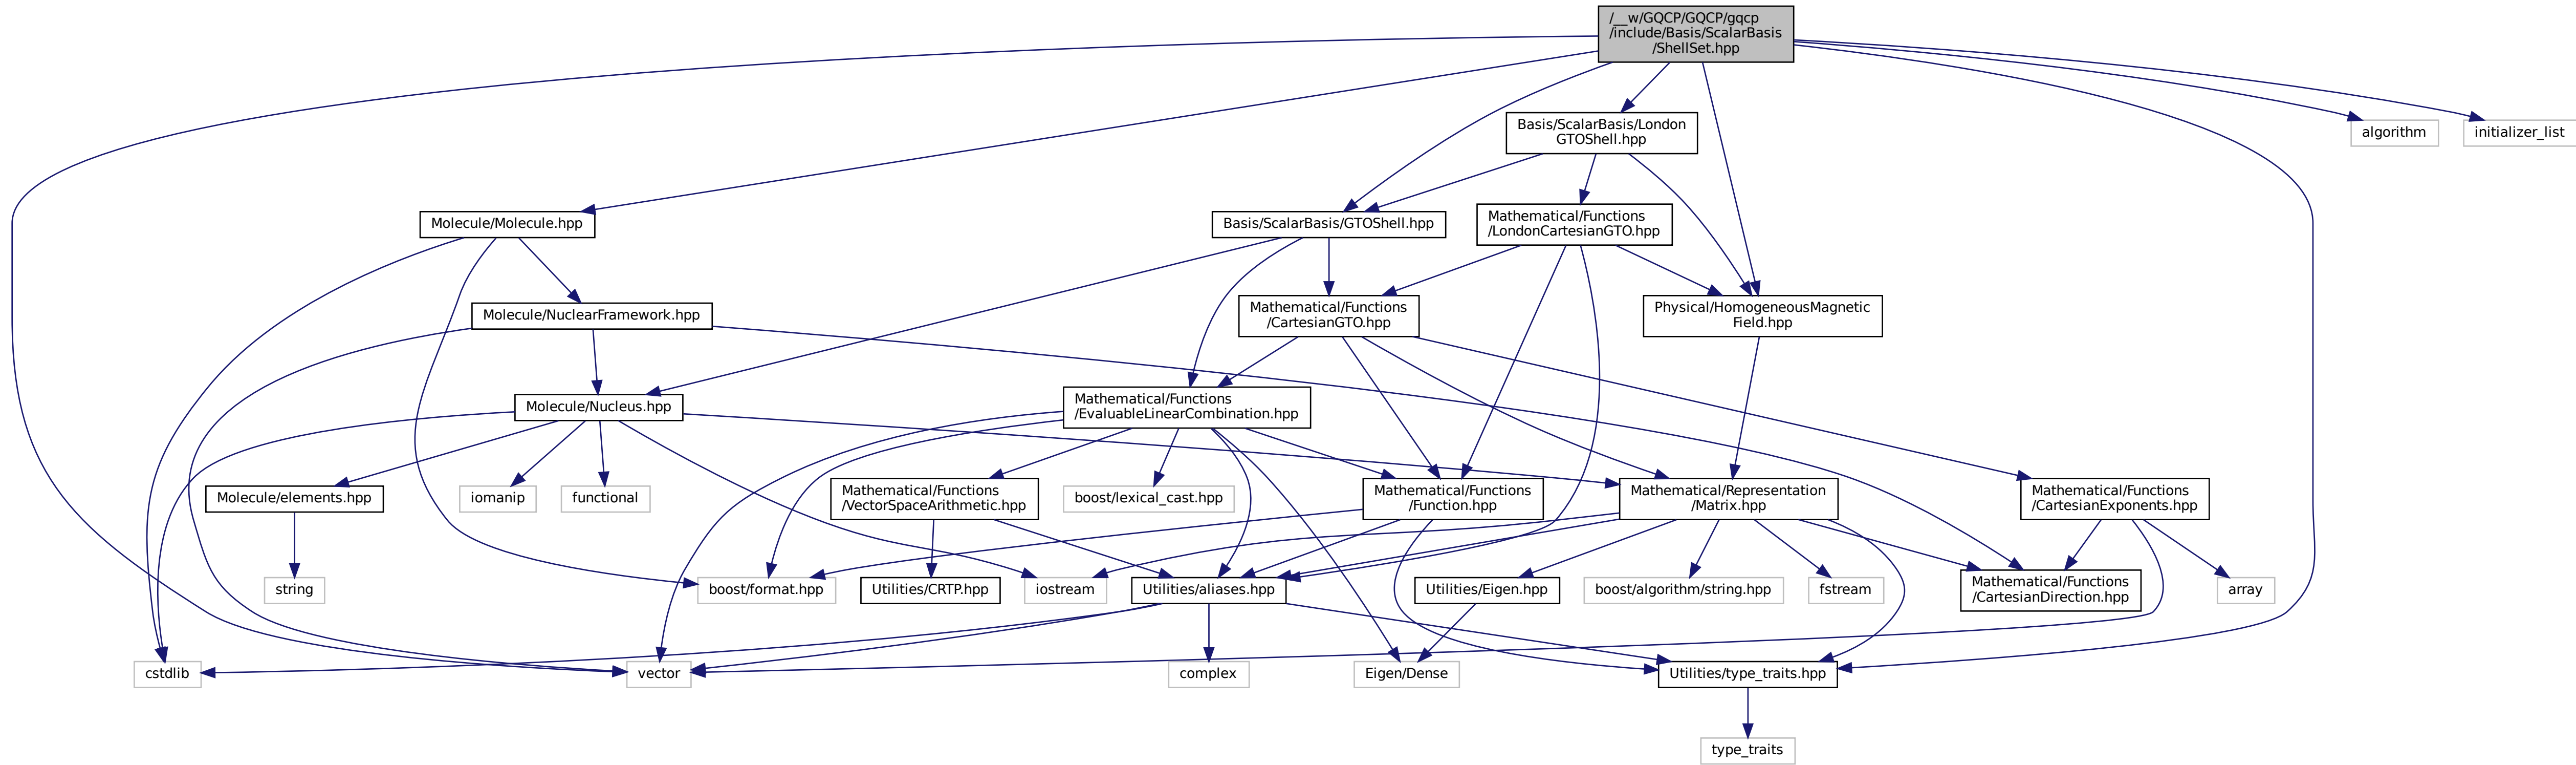 /__w/GQCP/GQCP/gqcp
/include/Basis/ScalarBasis
/ShellSet.hpp
Basis/ScalarBasis/London
GTOShell.hpp
algorithm
initializer_list
Molecule/Molecule.hpp
Basis/ScalarBasis/GTOShell.hpp
Mathematical/Functions
/LondonCartesianGTO.hpp
Molecule/NuclearFramework.hpp
Mathematical/Functions
/CartesianGTO.hpp
Physical/HomogeneousMagnetic
Field.hpp
Molecule/Nucleus.hpp
Mathematical/Functions
/EvaluableLinearCombination.hpp
Molecule/elements.hpp
iomanip
functional
Mathematical/Functions
/VectorSpaceArithmetic.hpp
boost/lexical_cast.hpp
Mathematical/Functions
/Function.hpp
Mathematical/Representation
/Matrix.hpp
Mathematical/Functions
/CartesianExponents.hpp
string
boost/format.hpp
Utilities/CRTP.hpp
iostream
Utilities/aliases.hpp
Utilities/Eigen.hpp
boost/algorithm/string.hpp
fstream
Mathematical/Functions
/CartesianDirection.hpp
array
cstdlib
vector
complex
Eigen/Dense
Utilities/type_traits.hpp
type_traits